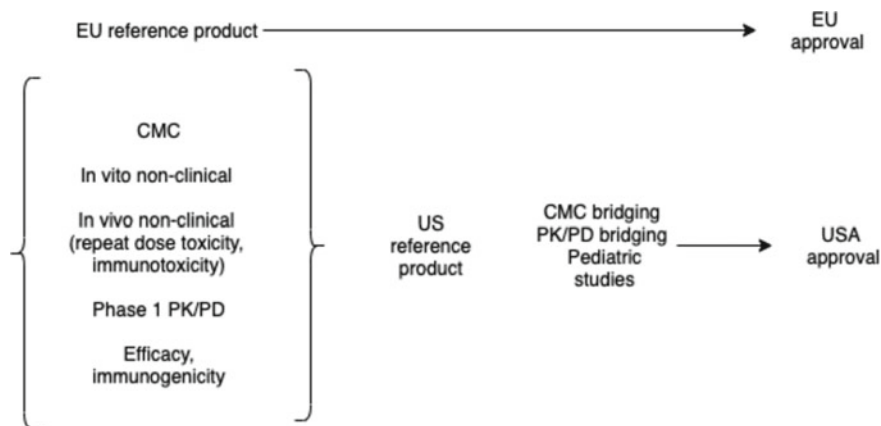 EU reference product
EU
approval
CMC
In vito non-clinical
In vivo non-clinical
(repeat dose toxicity,
immunotoxicity)
Phase 1 PK/PD
Efficacy,
immunogenicity
US
reference
product
CMC bridging
PK/PD bridging
Pediatric
studies
USA
approval